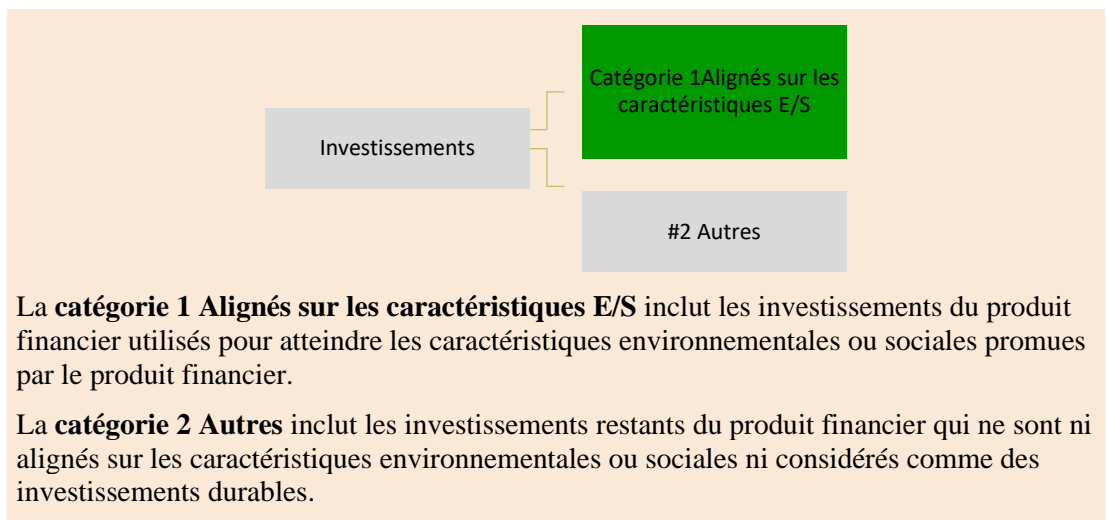 Catégorie 1Alignés sur les
caractéristiques E/S
Investissements
#2 Autres
La catégorie 1 Alignés sur les caractéristiques E/S inclut les investissements du produit
financier utilisés pour atteindre les caractéristiques environnementales ou sociales promues
par le produit financier.
La catégorie 2 Autres inclut les investissements restants du produit financier qui ne sont ni
alignés sur les caractéristiques environnementales ou sociales ni considérés comme des
investissements durables.